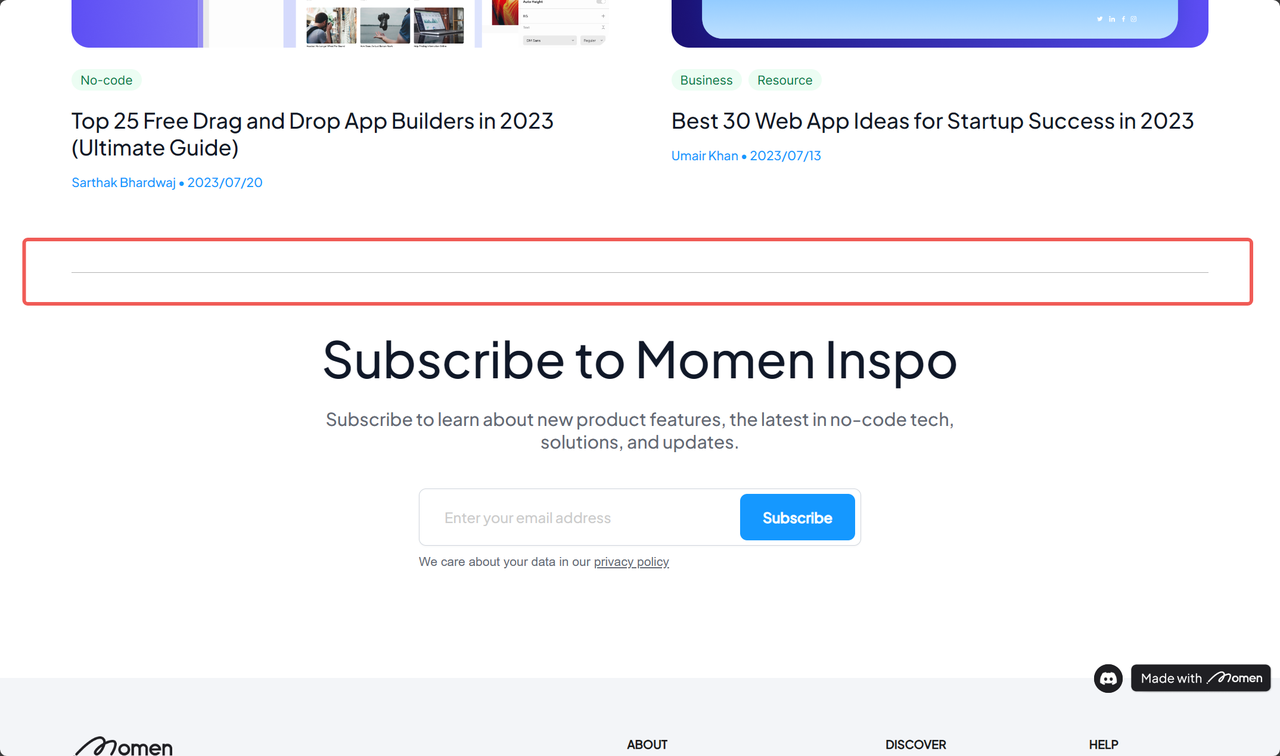 No-code
Top 25 Free Drag and Drop App Builders in 2023
(Ultimate Guide)
Sarthak Bhardwaj • 2023/07/20
Business Resource
Best 30 Web App Ideas for Startup Success in 2023
Umair Khan • 2023/07/13
Subscribe to Momen Inspo
Subscribe to learn about new product features, the latest in no-code tech,
solutions, and updates.
Enter your email address
Subscribe
We care about your data in our privacy policy
Made with Momen
Momen
ABOUT
DISCOVER
HELP